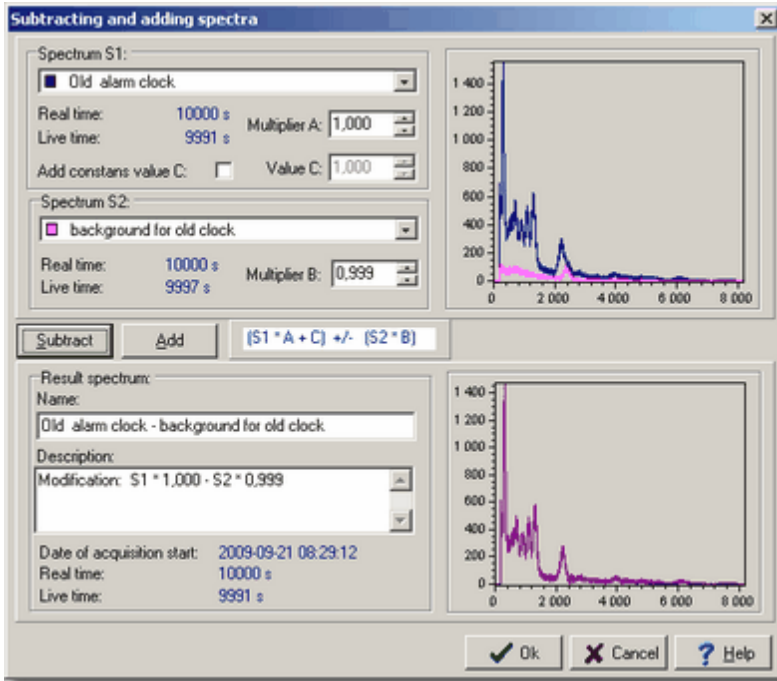 Subtracting and adding spectra
Spectrum S1:
Old alarm clock
Real time: 10000 s
Live time: 9991 s
Multiplier A: 1,000
Add constans value C:
Value C: 1,000
Spectrum S2:
background for old clock
Real time: 10000 s
Live time: 9997 s
Multiplier B: 0,999
1 400
1 200
1 000
800
600
400
200
0
0 2 000 4 000 6 000 8 000
Subtract Add (S1 * A + C) +/- (S2 * B)
Result spectrum:
Name:
Old alarm clock - background for old clock
Description:
Modification: S1 * 1,000 - S2 * 0,999
Date of acquisition start: 2009-09-21 08:29:12
Real time: 10000 s
Live time: 9991 s
1 400
1 200
1 000
800
600
400
200
0
0 2 000 4 000 6 000 8 000
Ok Cancel ? Help